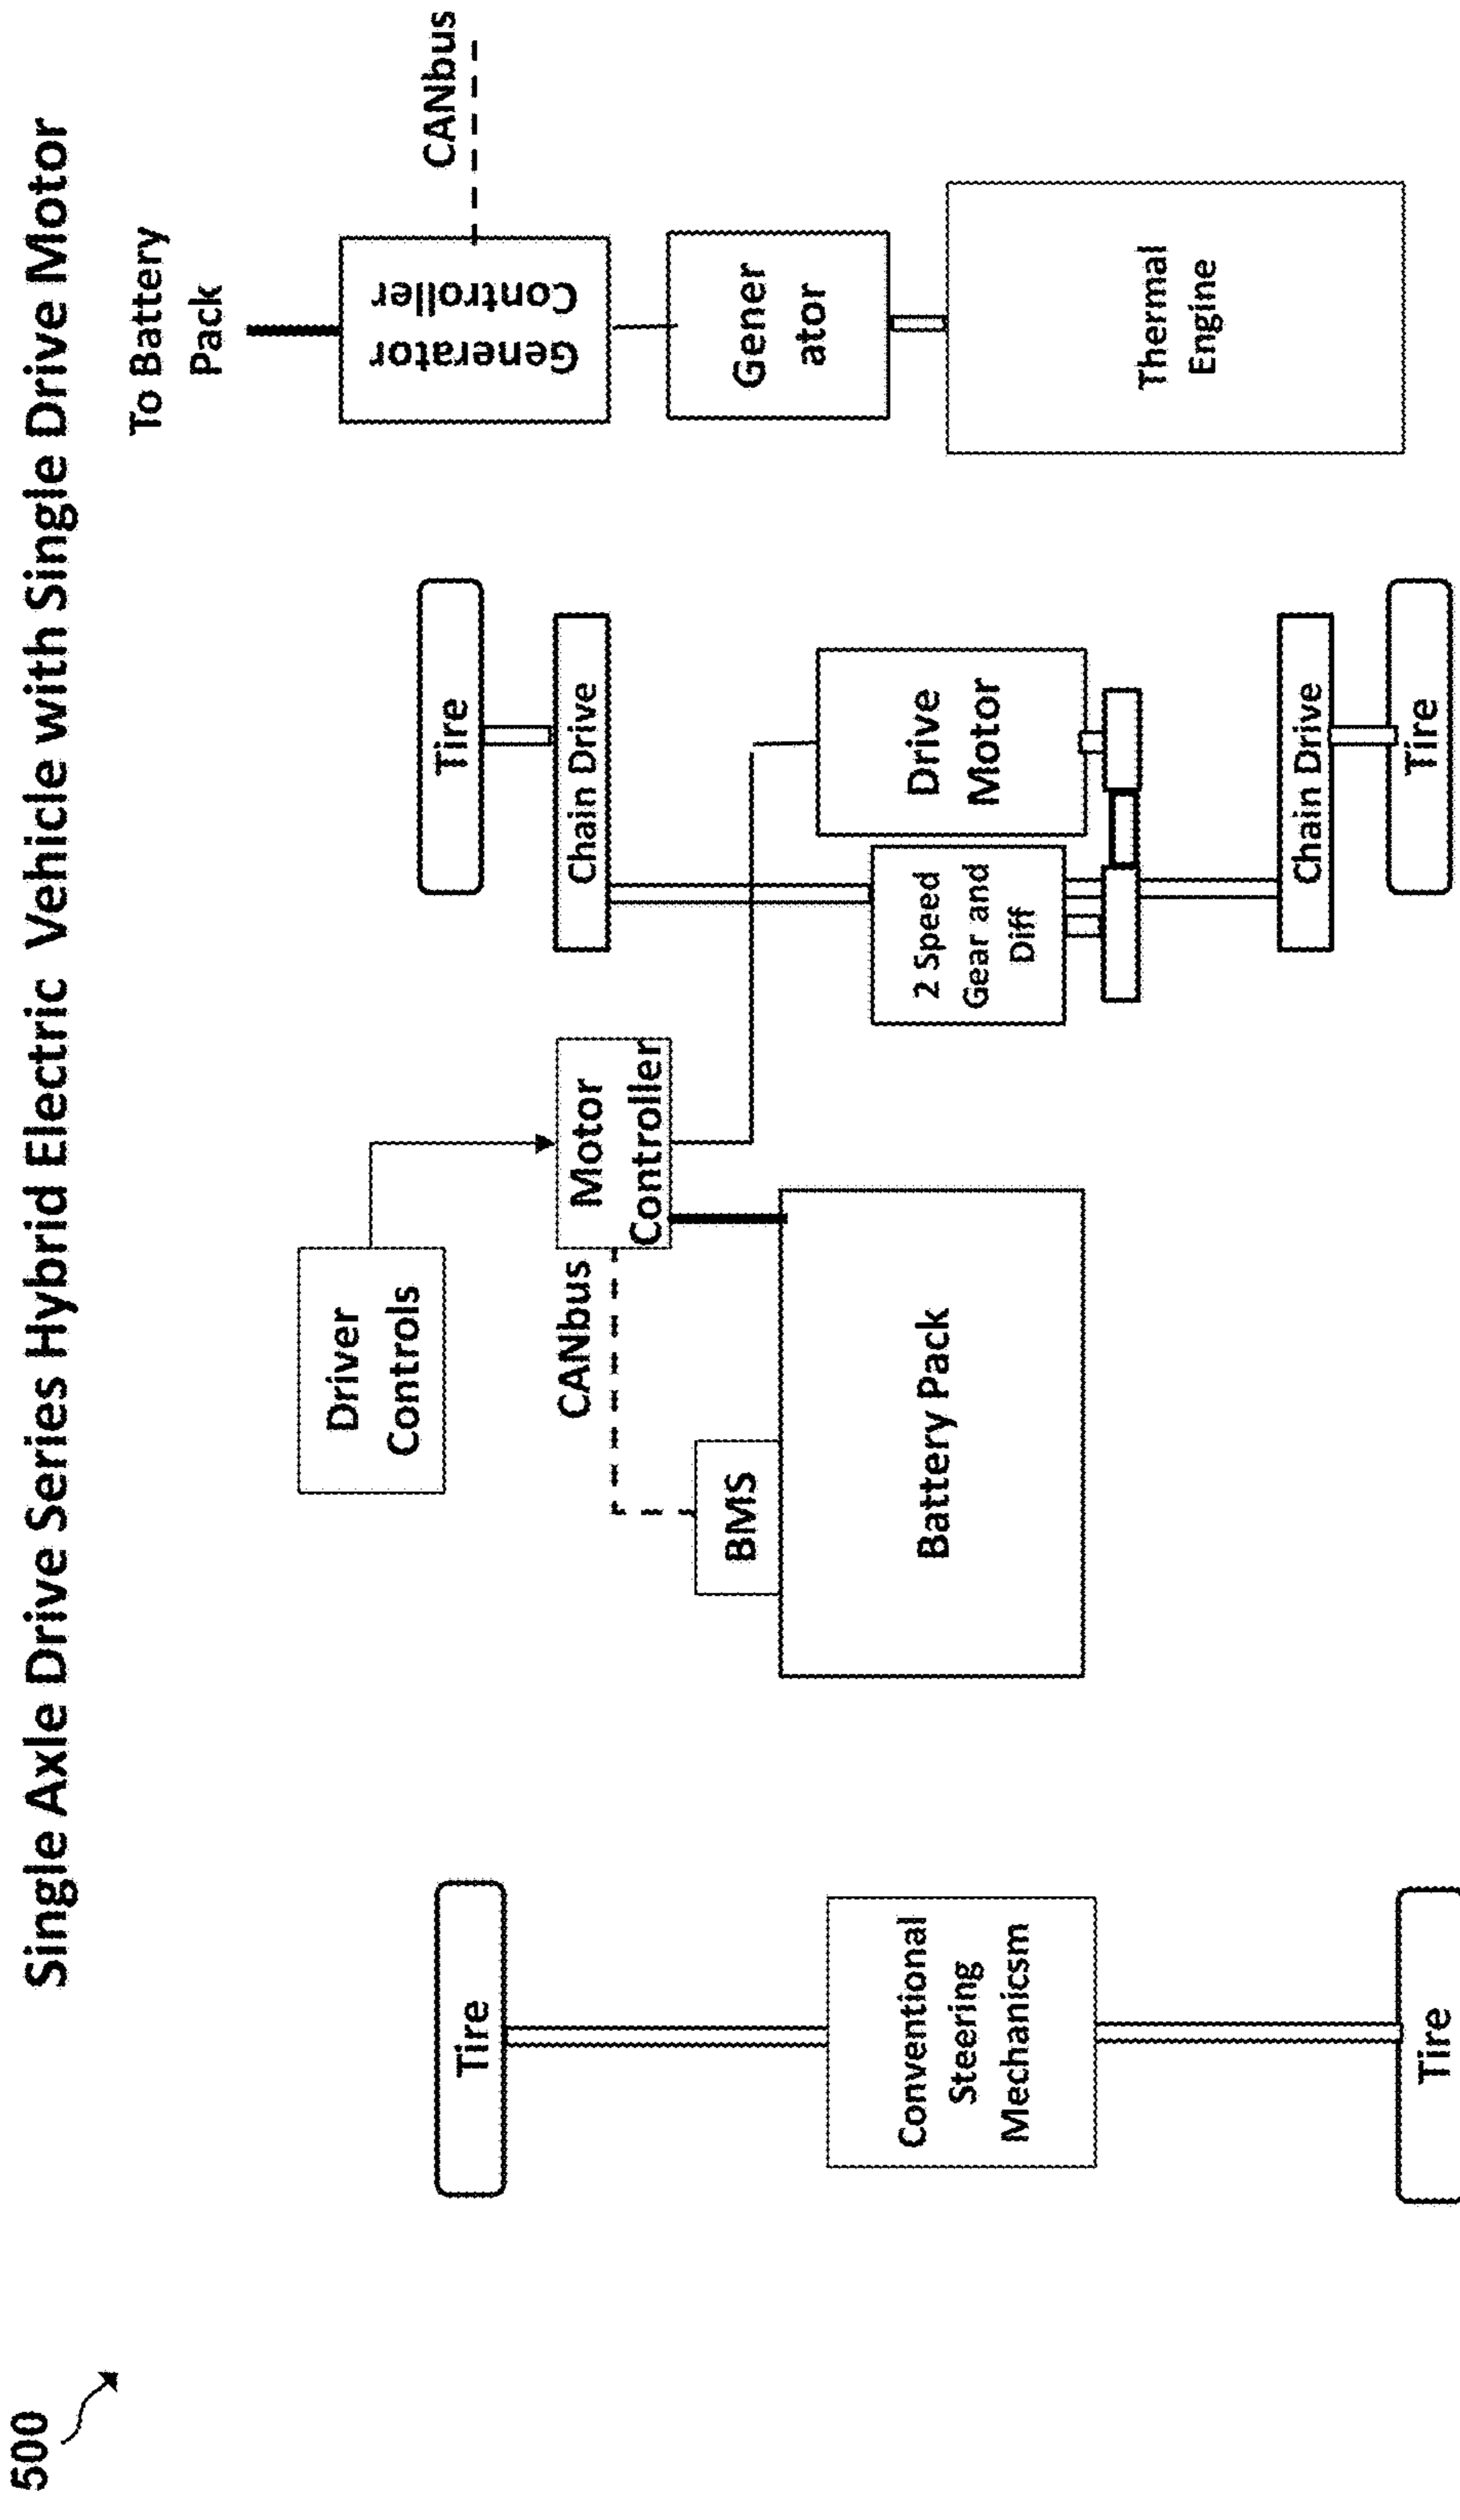 500
Single Axle Drive Series Hybrid Electric Vehicle with Single Drive Motor
Tire
Conventional
Steering
Mechanicsm
Tire
Driver
Controls
CANbus
BMS
Battery Pack
Motor
Controller
Tire
Chain Drive
2 Speed
Gear and
Diff
Drive
Motor
Chain Drive
Tire
To Battery
Pack
CANbus
Generator
Controller
Gener
ator
Thermal
Engine